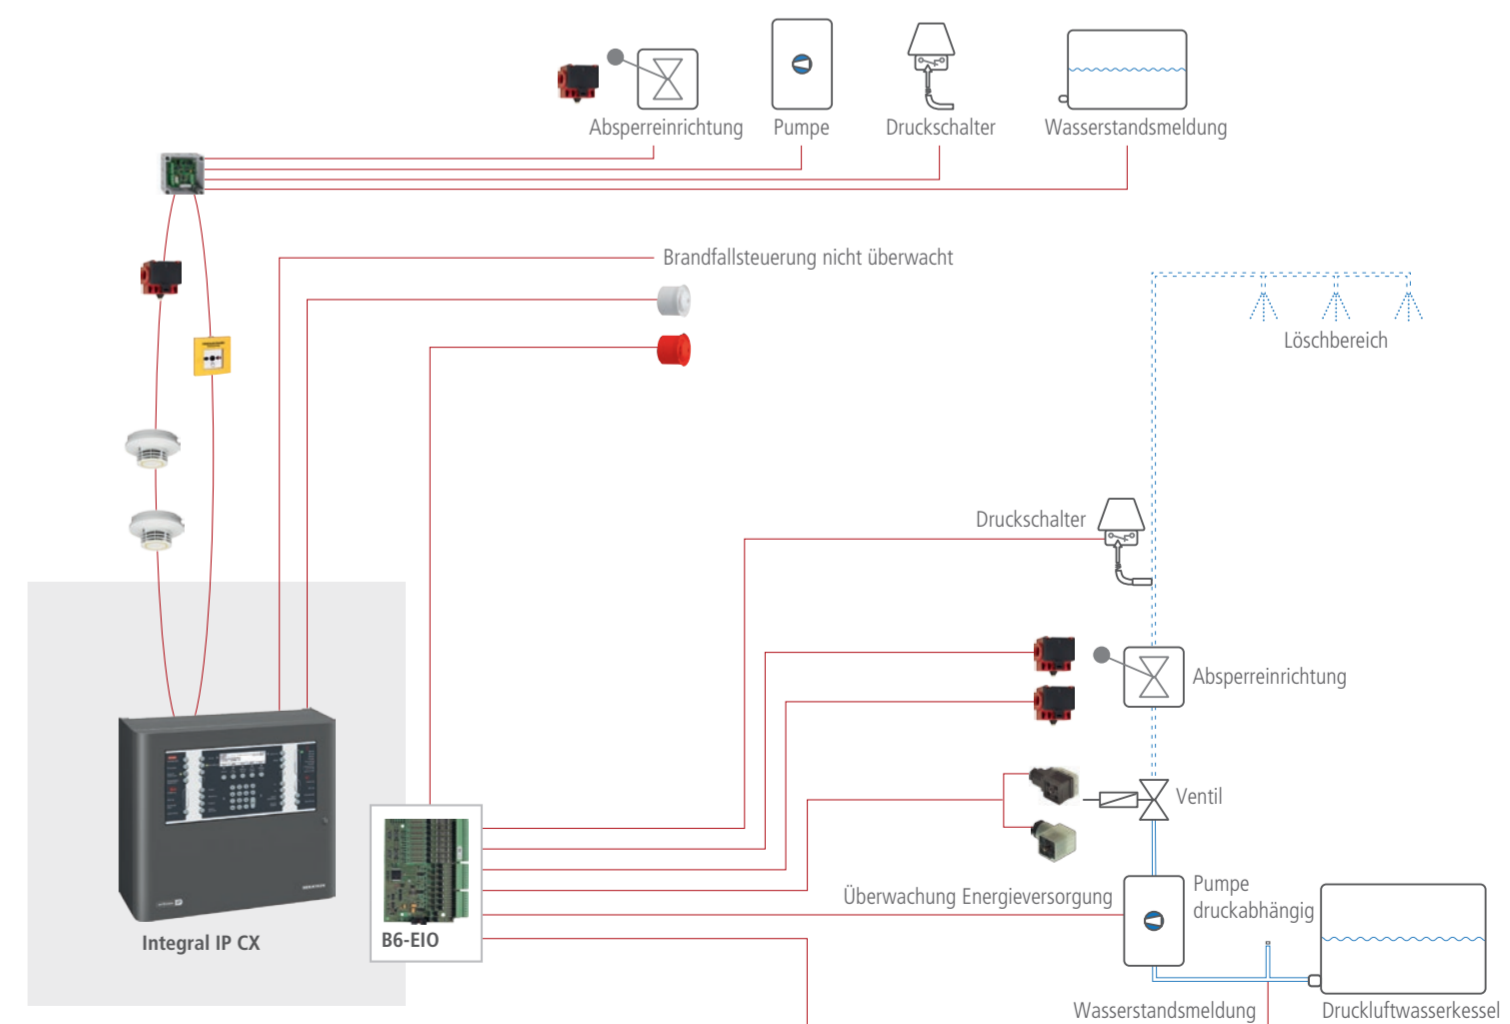 Absperreinrichtung
Pumpe
Druckschalter
Wasserstandsmeldung
Brandfallsteuerung nicht überwacht
Löschbereich
Druckschalter
Absperreinrichtung
Ventil
Überwachung Energieversorgung
Pumpe
druckabhängig
B6-EIO
Integral IP CX
Wasserstandsmeldung
Druckluftwasserkessel